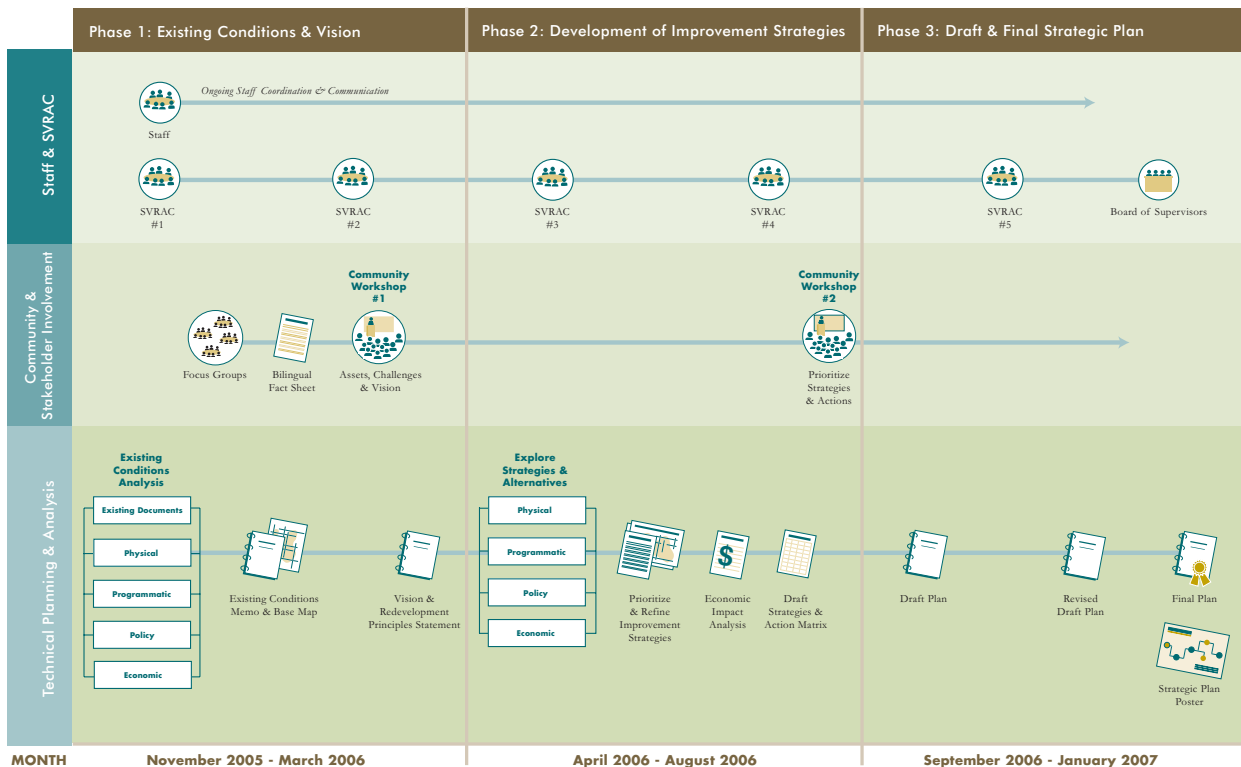 Phase 1: Existing Conditions & Vision
Phase 2: Development of Improvement Strategies
Phase 3: Draft & Final Strategic Plan
Staff & SVRAC
Ongoing Staff Coordination & Communication
Staff
SVRAC
#1
SVRAC
#2
SVRAC
#3
SVRAC
#4
SVRAC
#5
Board of Supervisors
Community &
Stakeholder Involvement
Focus Groups
Bilingual
Fact Sheet
Community
Workshop
#1
Assets, Challenges
& Vision
Community
Workshop
#2
Prioritize
Strategies
& Actions
Technical Planning & Analysis
Existing
Conditions
Analysis
Existing Documents
Physical
Programmatic
Policy
Economic
Existing Conditions
Memo & Base Map
Vision &
Redevelopment
Principles Statement
Explore
Strategies &
Alternatives
Physical
Programmatic
Policy
Economic
Prioritize
& Refine
Improvement
Strategies
$
Economic
Impact
Analysis
Draft
Strategies &
Action Matrix
Draft Plan
Revised
Draft Plan
Final Plan
Strategic Plan
Poster
MONTH
November 2005 - March 2006
April 2006 - August 2006
September 2006 - January 2007